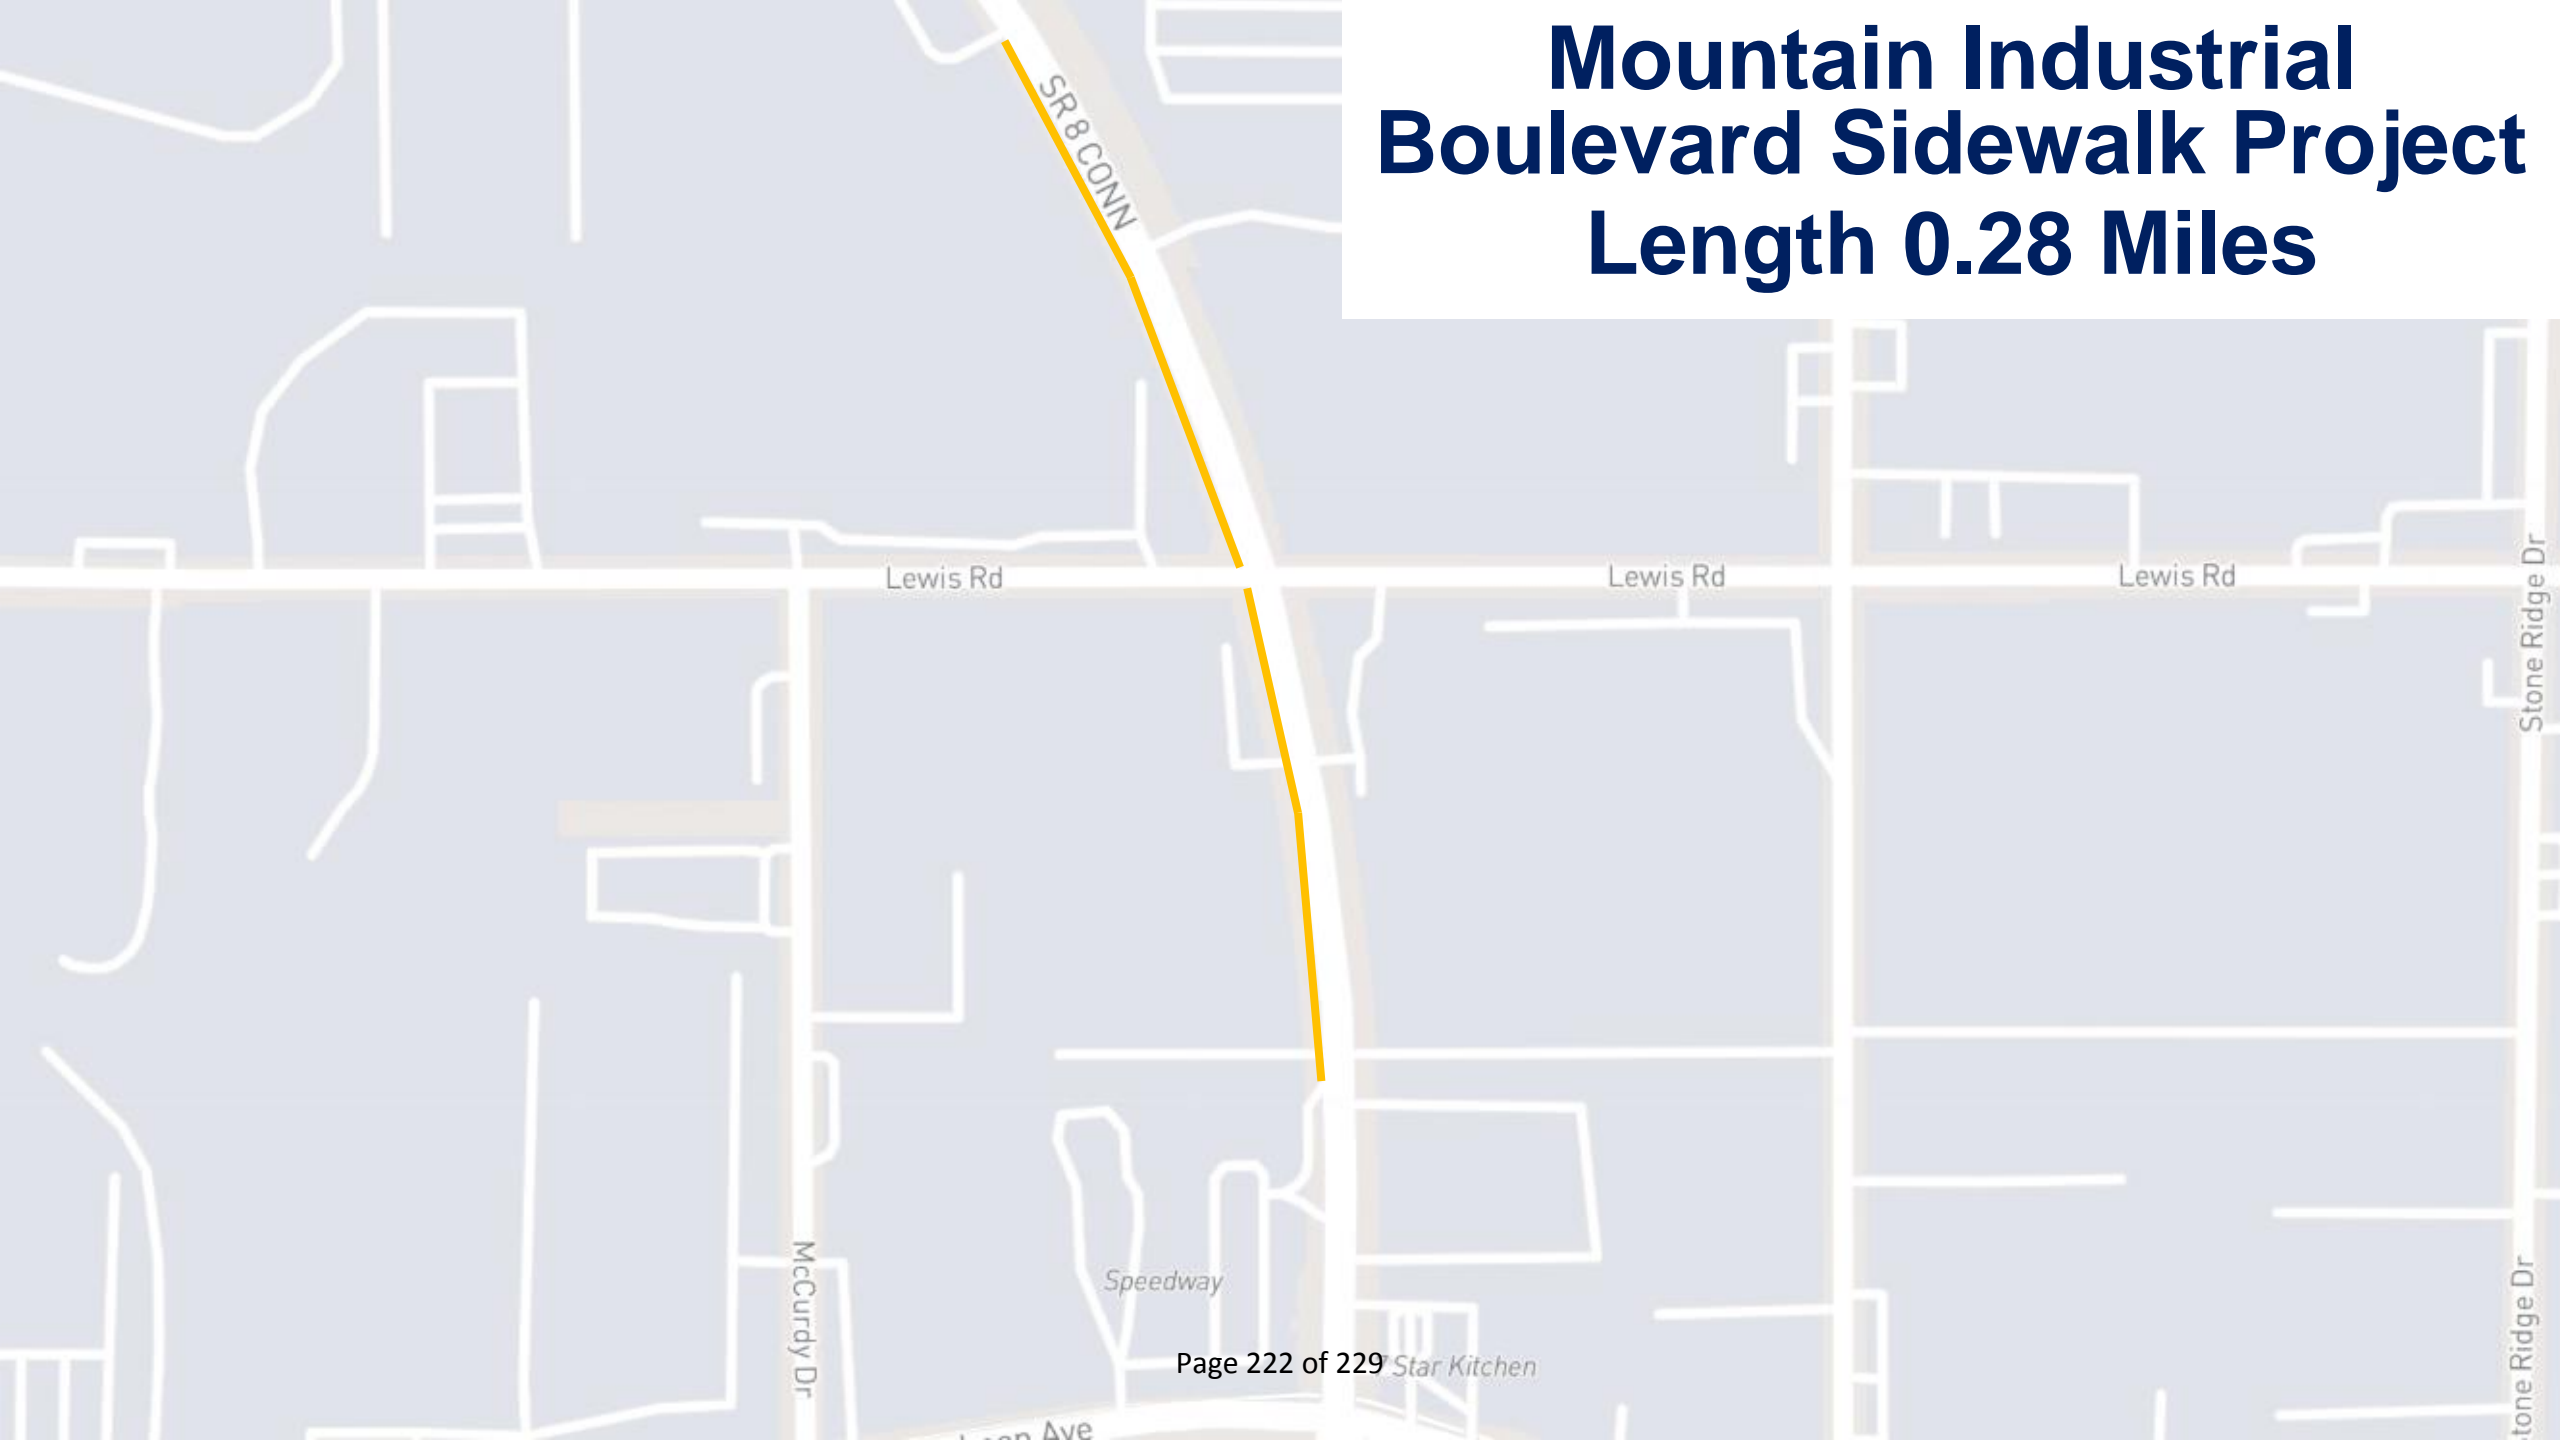 Mountain Industrial
Boulevard Sidewalk Project
Length 0.28 Miles
SR 8 CONN
Lewis Rd
Lewis Rd
Lewis Rd
Stone Ridge Dr
McCurdy Dr
Speedway
Stone Ridge Dr
Page 222 of 229
Star Kitchen
Ave